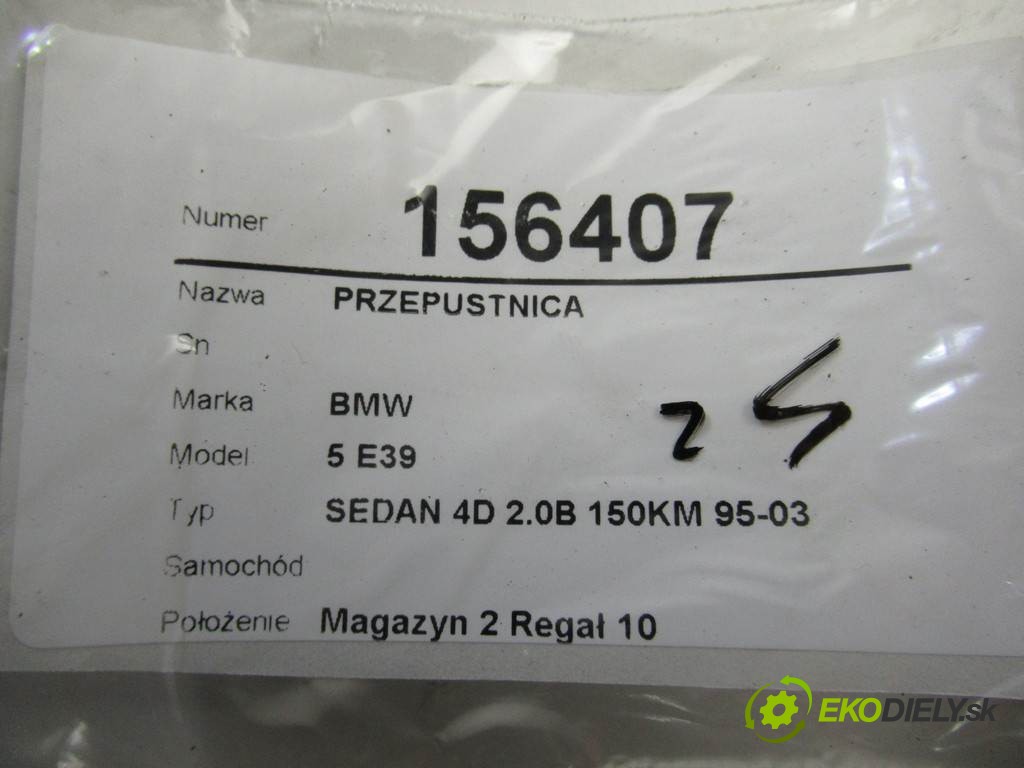 Numer 156407
Nazwa PRZEPUSTNICA
Sn
Marka BMW
Model 5 E39
Typ SEDAN 4D 2.0B 150KM 95-03
Samochód
Położenie Magazyn 2 Regał 10
EKODIELY.sk